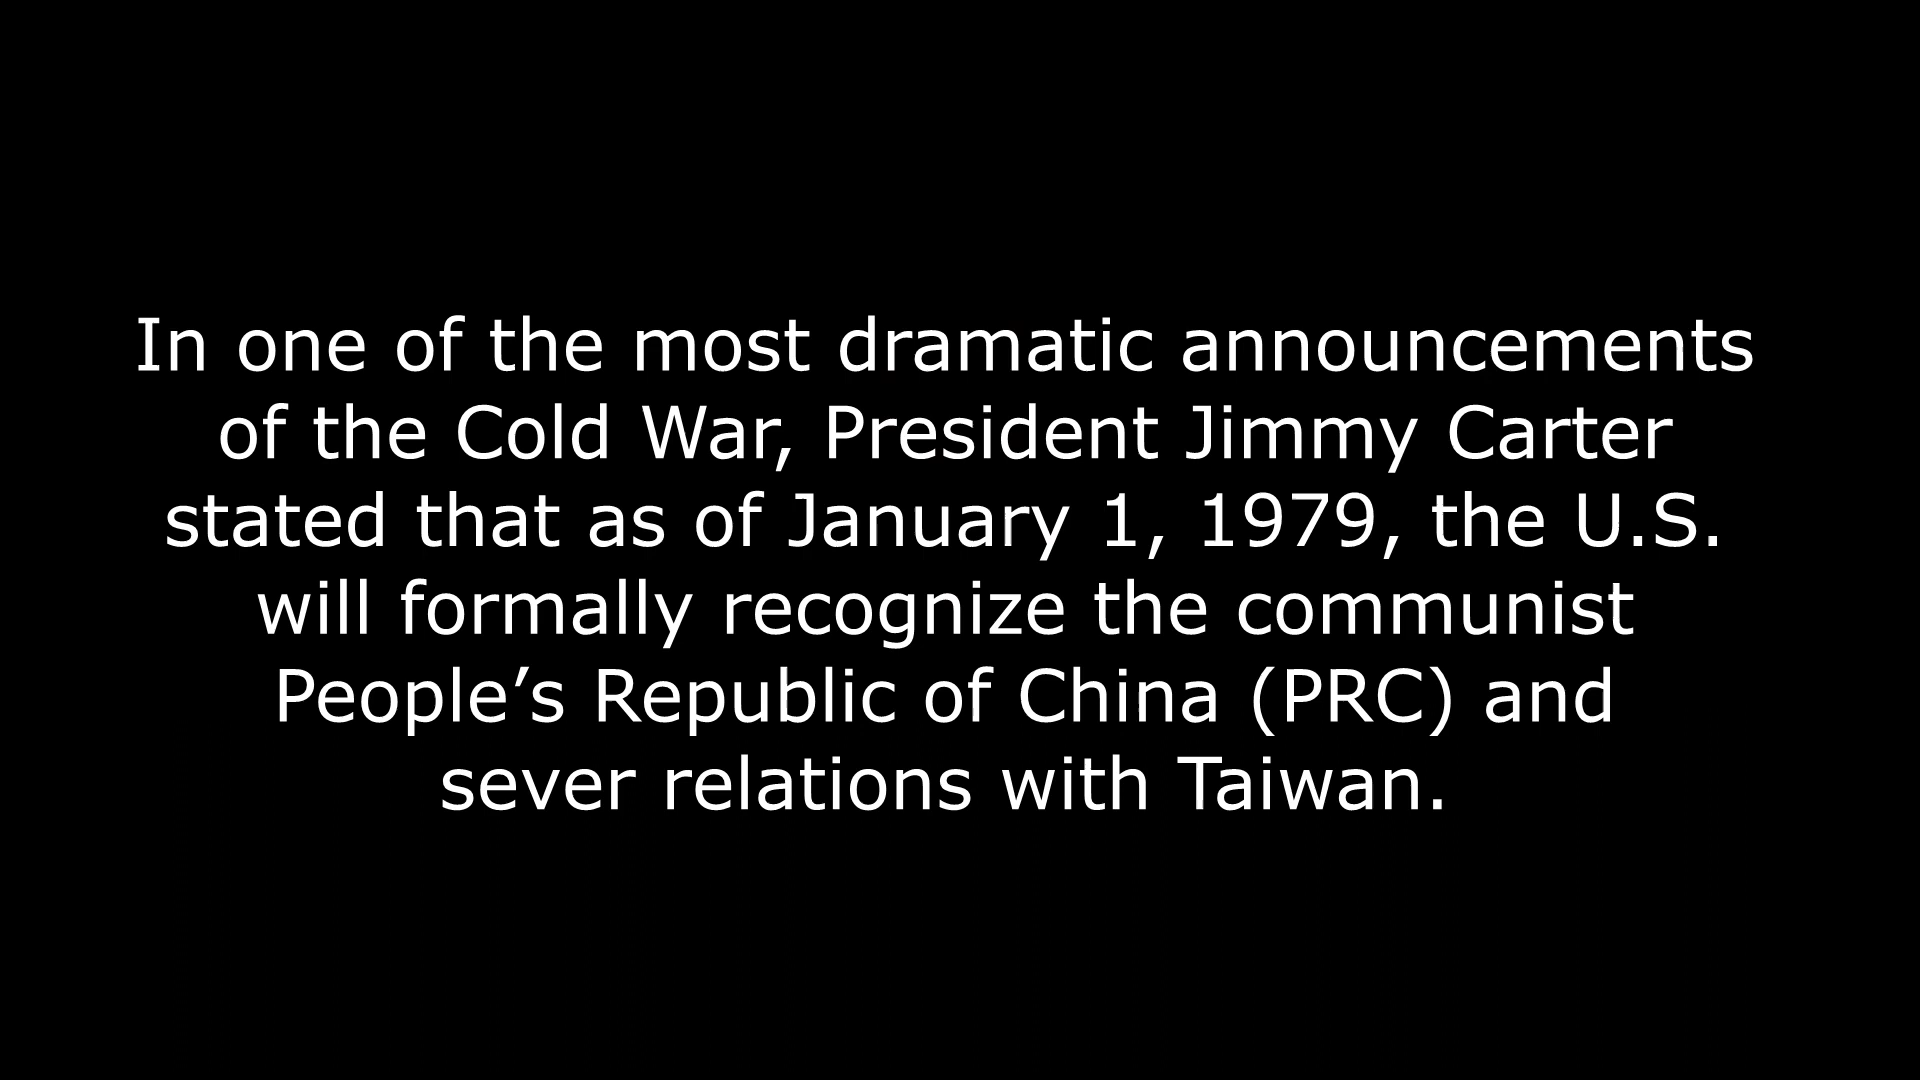 In one of the most dramatic announcements
of the Cold War, President Jimmy Carter
stated that as of January 1, 1979, the U.S.
will formally recognize the communist
People’s Republic of China (PRC) and
sever relations with Taiwan.